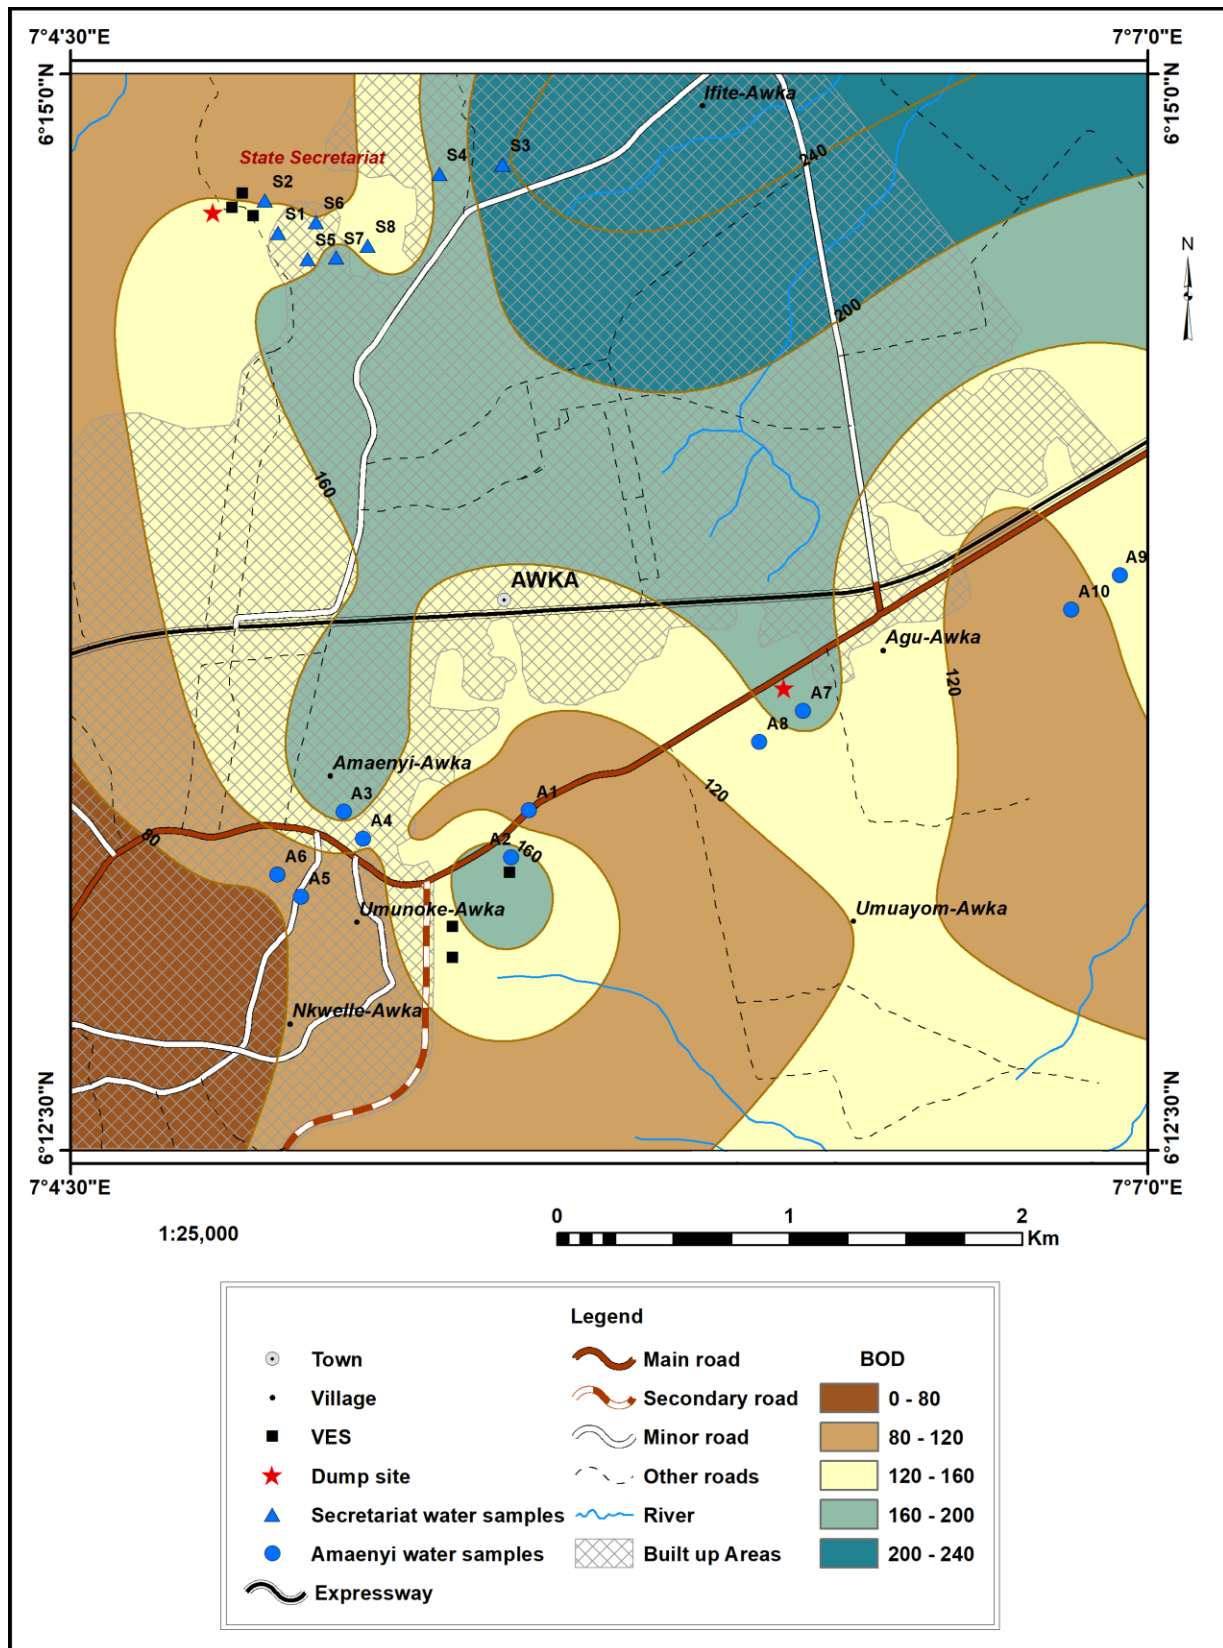 7°4'30"E
7°7'0"E
6°15'0"N
6°15'0"N
Ifite-Awka
240
State Secretariat
S4
S3
S2
S6
S1
S8
S5
S7
N
200
160
AWKA
A9
A10
Agu-Awka
120
A7
A8
Amaenyi-Awka
120
A3
A1
A4
80
A2
160
A6
A5
Umunoke-Awka
Umuayom-Awka
Nkwelle-Awka
6°12'30"N
6°12'30"N
7°4'30"E
7°7'0"E
1:25,000
0 1 2
Km
Legend
Town
Village
VES
Dump site
Secretariat water samples
Amaenyi water samples
Expressway
Main road
Secondary road
Minor road
Other roads
River
Built up Areas
BOD
0 - 80
80 - 120
120 - 160
160 - 200
200 - 240